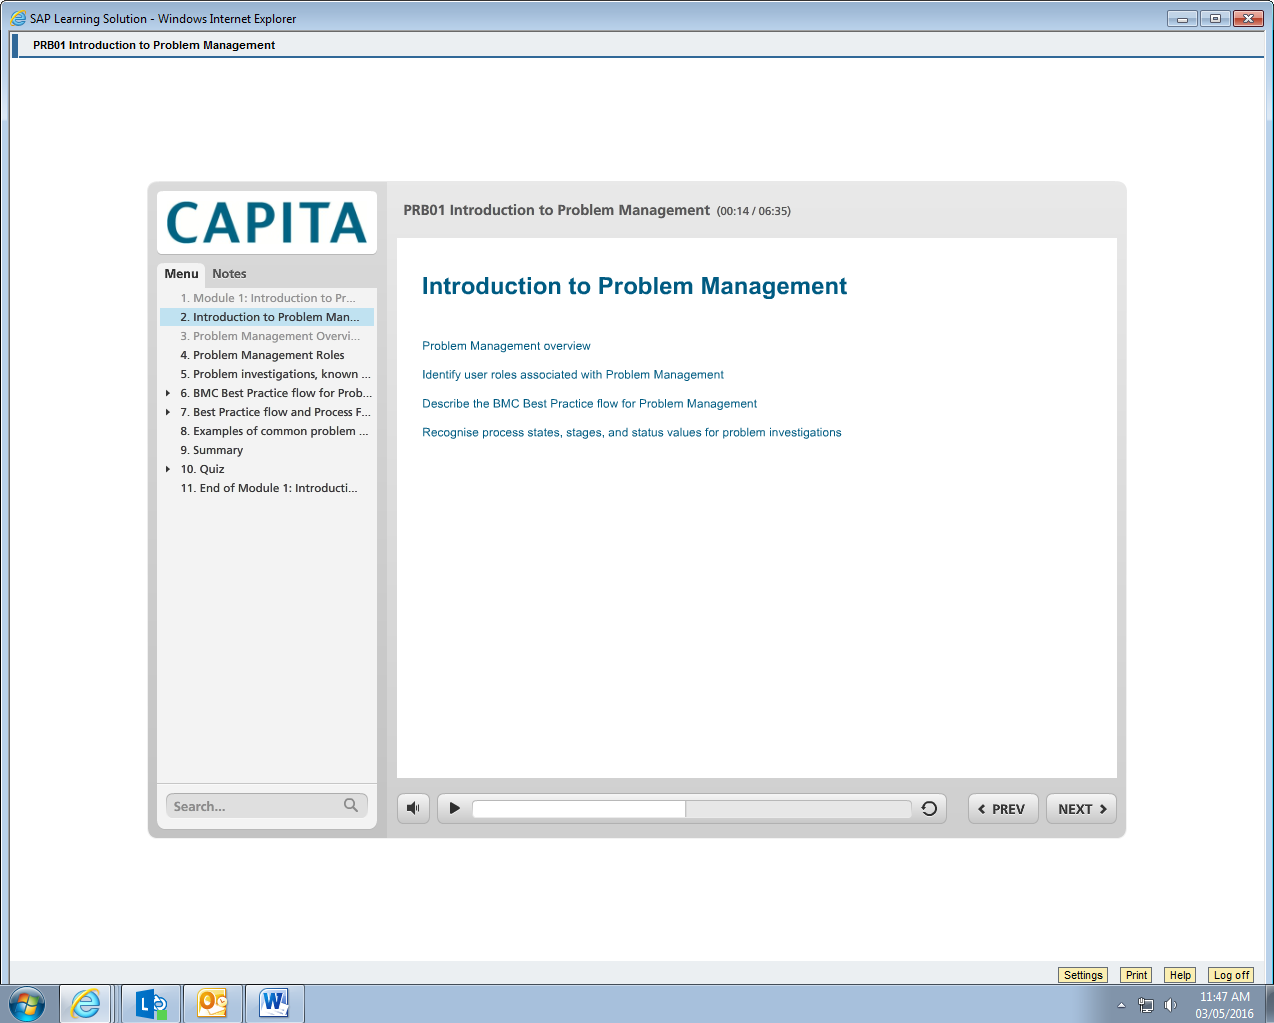 SAP Learning Solution - Windows Internet Explorer
PRB01 Introduction to Problem Management
CAPITA
PRB01 Introduction to Problem Management (00:14 / 06:35)
Menu Notes
1. Module 1: Introduction to Pr...
2. Introduction to Problem Man...
3. Problem Management Overvi...
4. Problem Management Roles
5. Problem investigations, known ...
6. BMC Best Practice flow for Prob...
7. Best Practice flow and Process F...
8. Examples of common problem ...
9. Summary
10. Quiz
11. End of Module 1: Introducti...
Search...
Introduction to Problem Management
Problem Management overview
Identify user roles associated with Problem Management
Describe the BMC Best Practice flow for Problem Management
Recognise process states, stages, and status values for problem investigations
PREV NEXT
Settings Print Help Log off
11:47 AM
03/05/2016